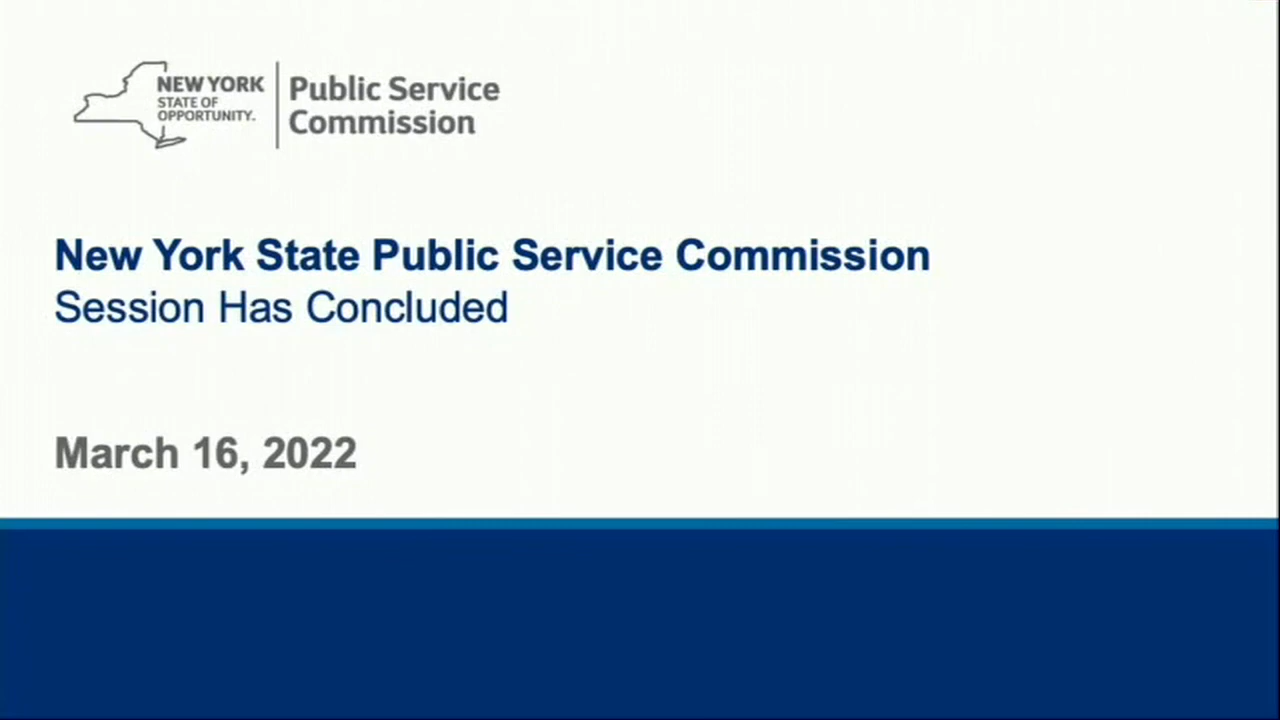 NEW YORK
STATE OF
OPPORTUNITY.
Public Service
Commission
New York State Public Service Commission
Session Has Concluded
March 16, 2022